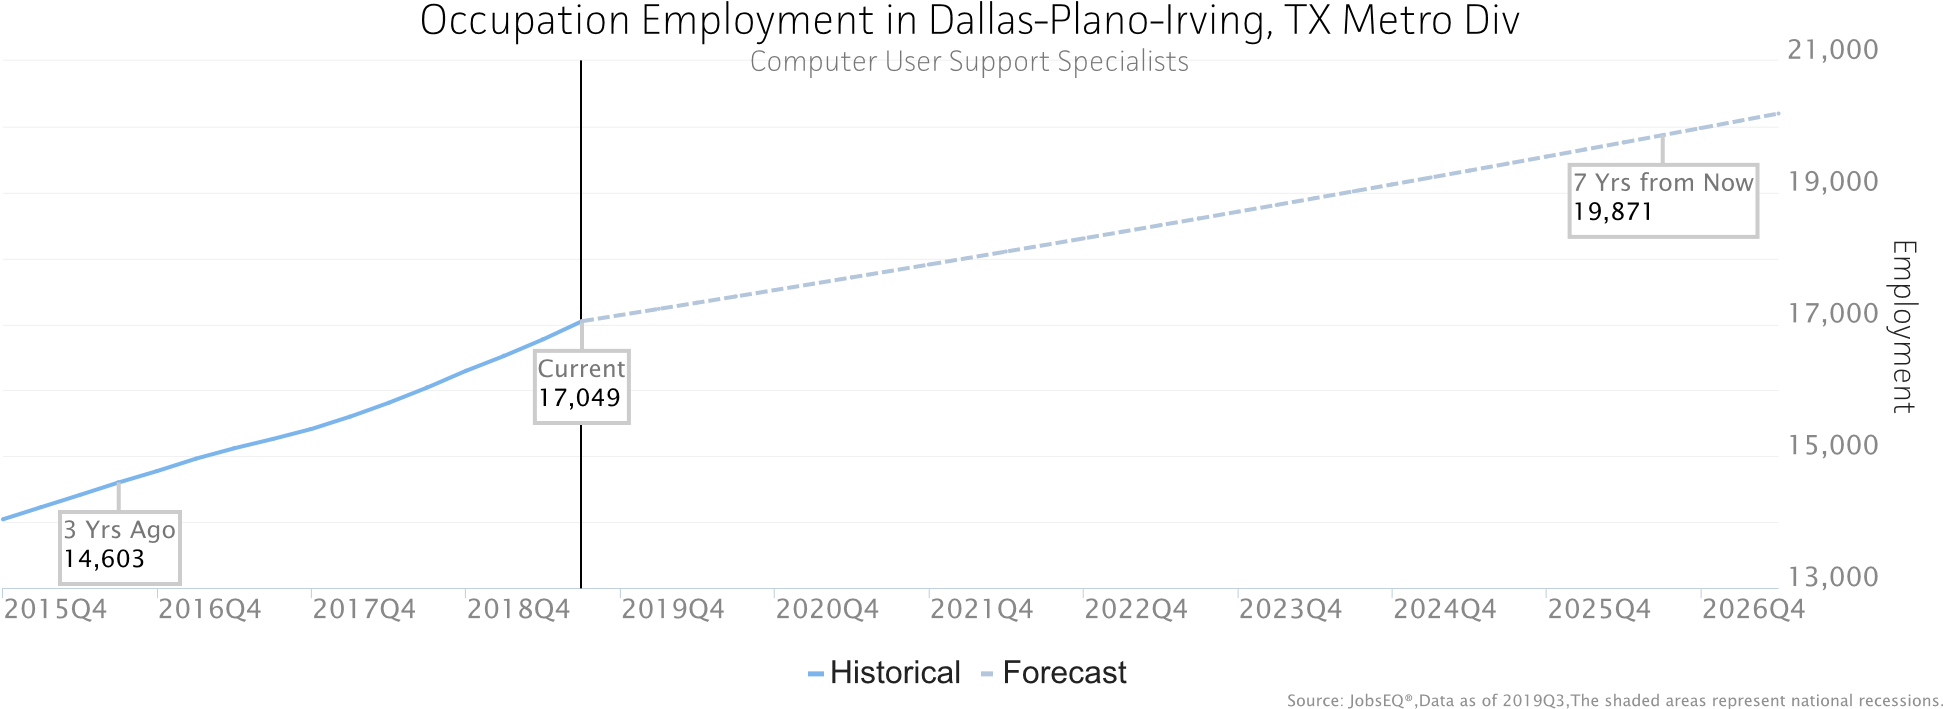 Occupation Employment in Dallas-Plano-Irving, TX Metro Div
Computer User Support Specialists
21,000
19,000
17,000
15,000
13,000
Employment
7 Yrs from Now
19,871
Current
17,049
3 Yrs Ago
14,603
2015Q4 2016Q4 2017Q4 2018Q4 2019Q4 2020Q4 2021Q4 2022Q4 2023Q4 2024Q4 2025Q4 2026Q4
Historical Forecast
Source: JobsEQ®,Data as of 2019Q3,The shaded areas represent national recessions.